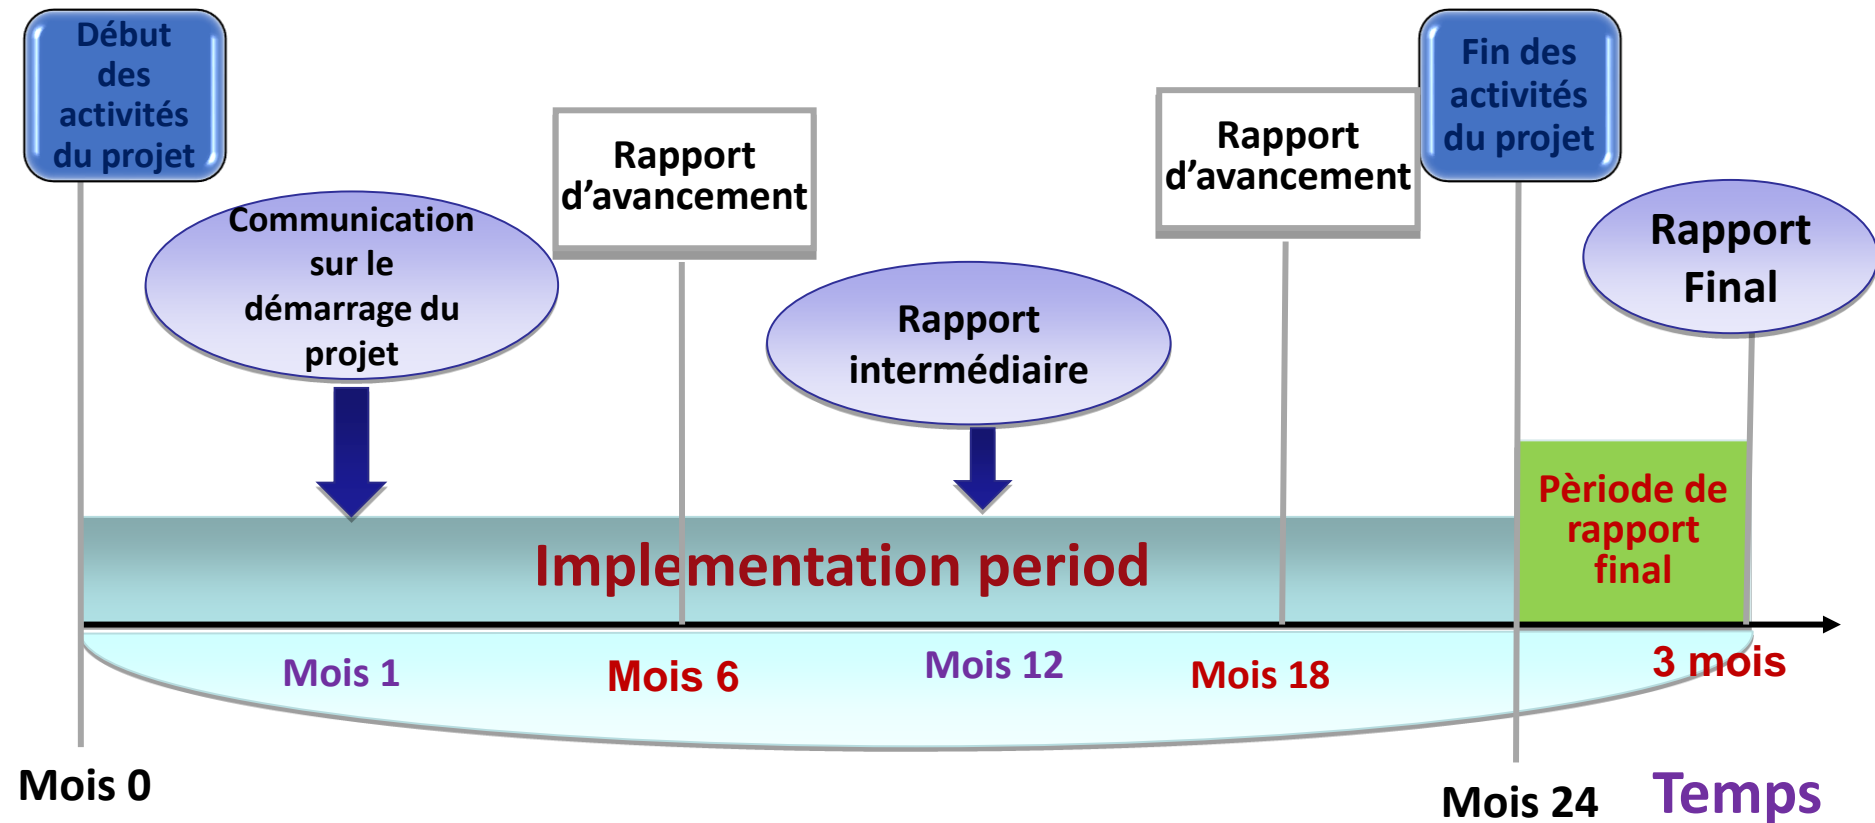 Début
des
activités
du projet
Communication
sur le
démarrage du
projet
Rapport
d’avancement
Rapport
intermédiaire
Rapport
d’avancement
Fin des
activités
du projet
Rapport
Final
Pèriode de
rapport
final
Implementation period
Mois 1
Mois 6
Mois 12
Mois 18
3 mois
Mois 0
Mois 24
Temps